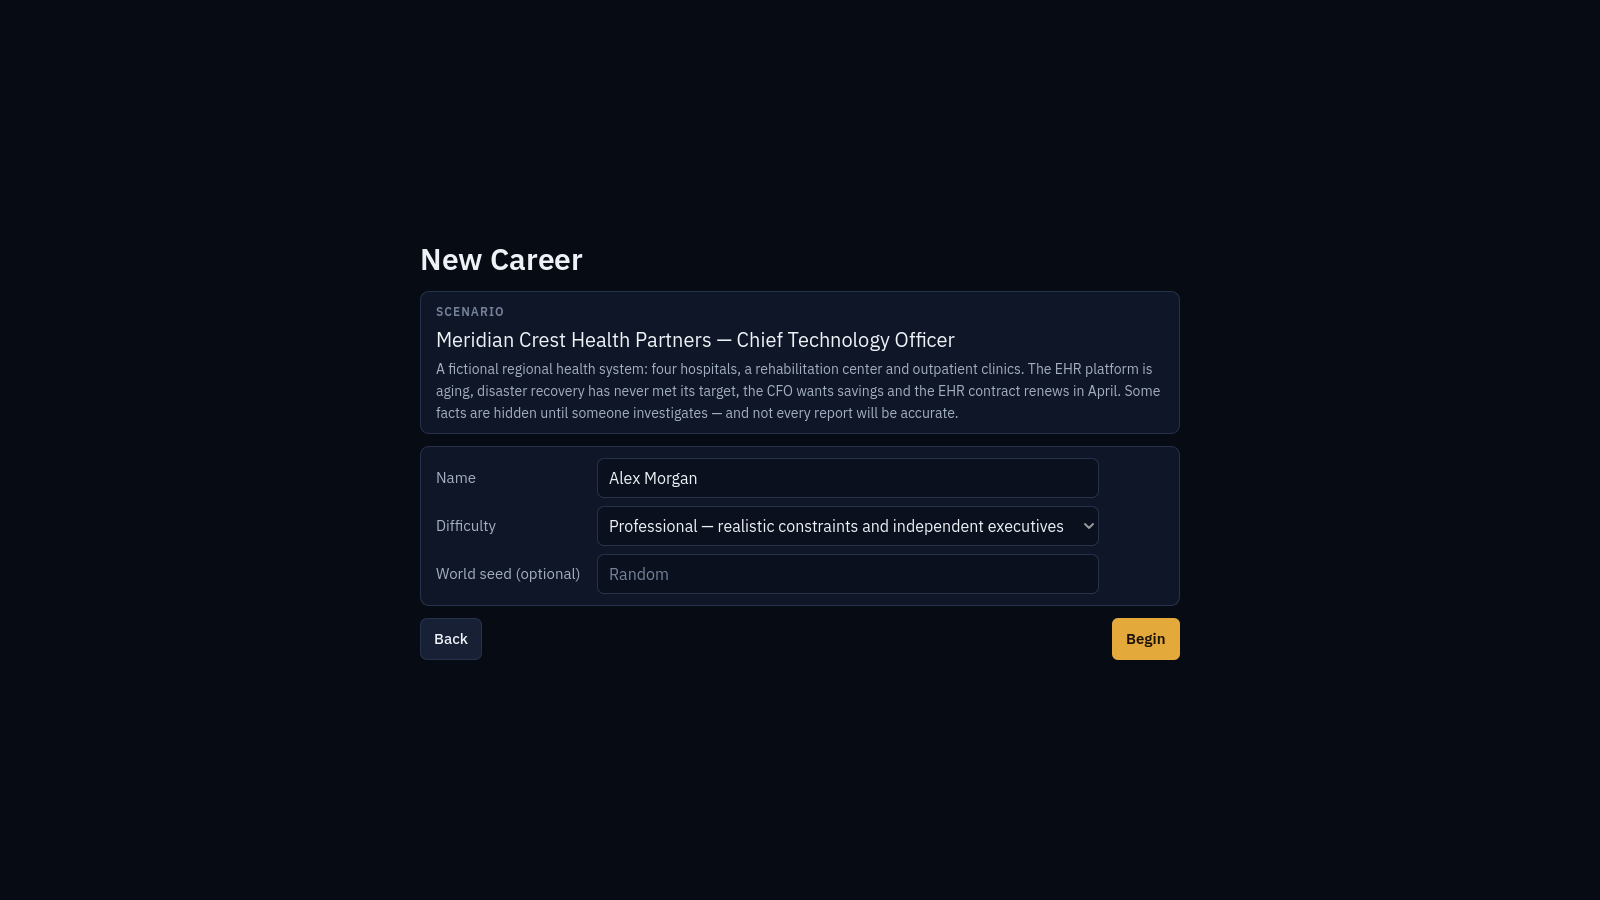 New Career
SCENARIO
Meridian Crest Health Partners — Chief Technology Officer
A fictional regional health system: four hospitals, a rehabilitation center and outpatient clinics. The EHR platform is
aging, disaster recovery has never met its target, the CFO wants savings and the EHR contract renews in April. Some
facts are hidden until someone investigates — and not every report will be accurate.
Name
Alex Morgan
Difficulty
Professional — realistic constraints and independent executives
World seed (optional)
Random
Back
Begin